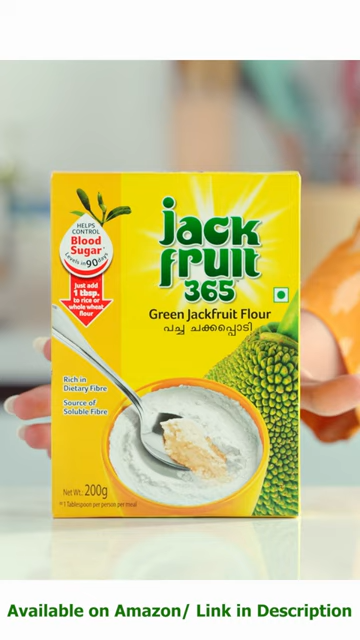 HELPS
CONTROL
Blood
Sugar*
Levels in 90 days
Just add
1 tbsp.
to rice or
whole wheat
flour
jack
fruit
365
Green Jackfruit Flour
പച്ച ചക്കപ്പൊടി
Rich in
Dietary Fibre
Source of
Soluble Fibre
Net Wt.: 200g
*1 Tablespoon per person per meal
Available on Amazon/ Link in Description